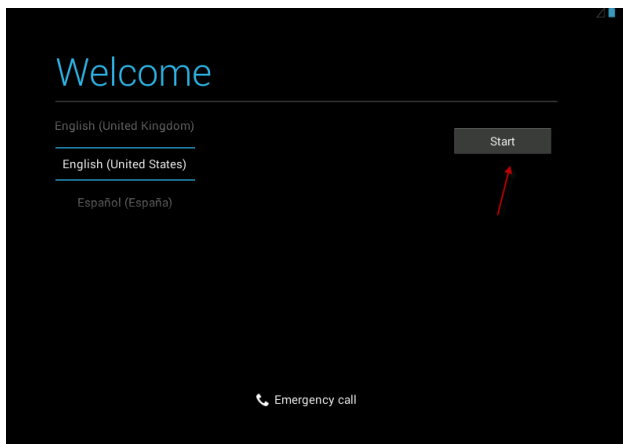 Welcome
English (United Kingdom)
English (United States)
Español (España)
Start
Emergency call